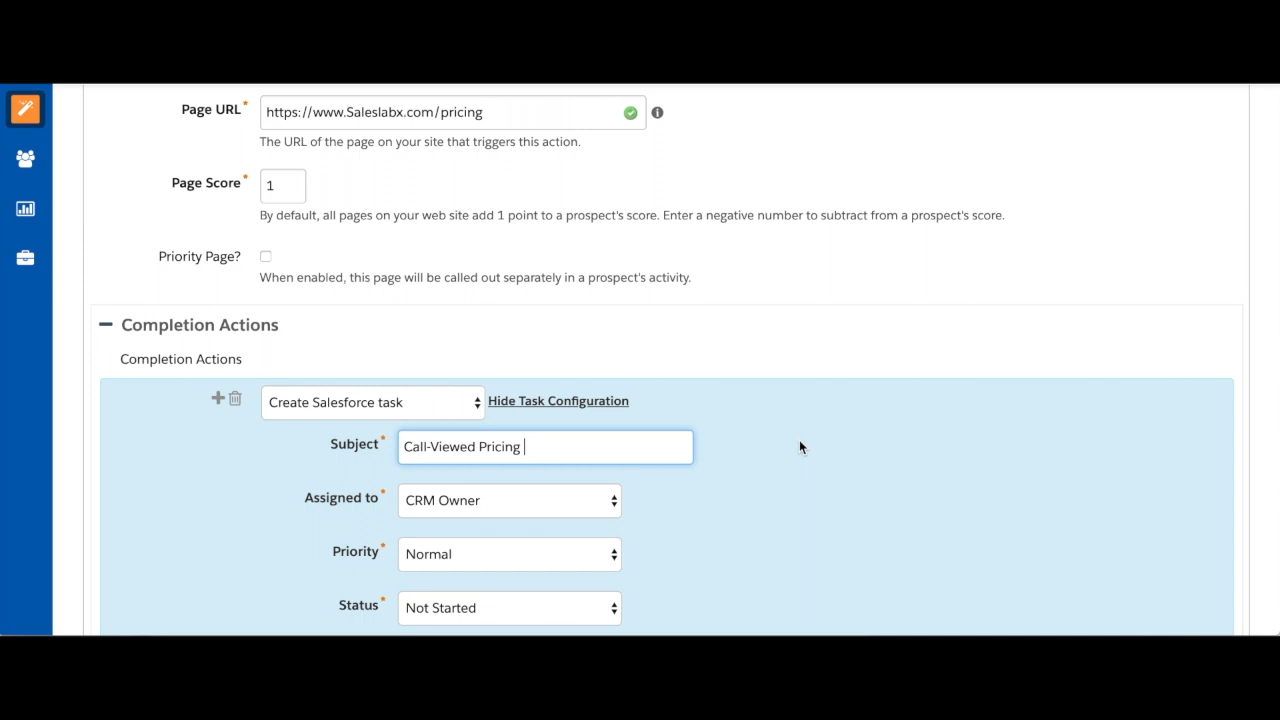 Page URL*
https://www.Saleslabx.com/pricing
The URL of the page on your site that triggers this action.
Page Score*
1
By default, all pages on your web site add 1 point to a prospect's score. Enter a negative number to subtract from a prospect's score.
Priority Page?
When enabled, this page will be called out separately in a prospect's activity.
Completion Actions
Completion Actions
Create Salesforce task Hide Task Configuration
Subject* Call-Viewed Pricing
Assigned to* CRM Owner
Priority* Normal
Status* Not Started